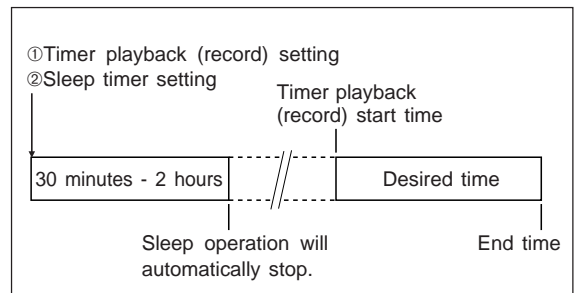 ①Timer playback (record) setting
②Sleep timer setting
Timer playback
(record) start time
30 minutes - 2 hours
Desired time
Sleep operation will
automatically stop.
End time